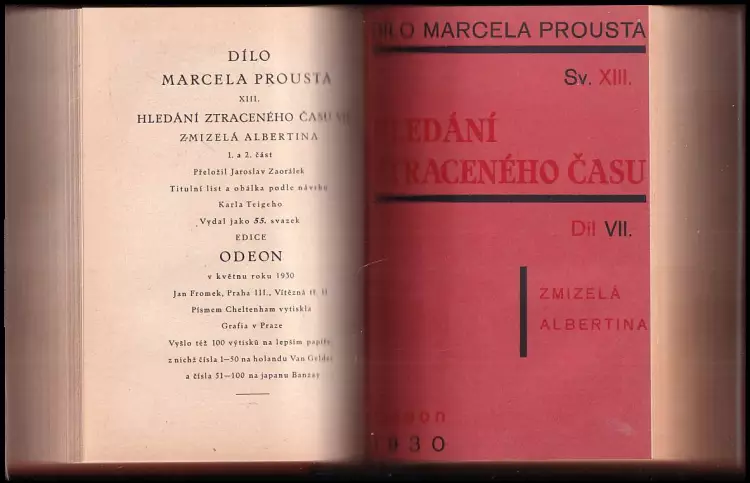 DÍLO
MARCELA PROUSTA
XIII.
HLEDÁNÍ ZTRACENÉHO ČASU VII.
ZMIZELÁ ALBERTINA
1. a 2. část
Přeložil Jaroslav Zaorálek
Titulní list a obálka podle návrhu
Karla Teigeho
Vydal jako 55. svazek
EDICE
ODEON
v květnu roku 1930
Jan Fromek, Praha III., Vítězná tř. 11
Písmem Cheltenham vytiskla
Grafia v Praze
Vyšlo též 100 výtisků na lepším papíře,
z nichž čísla 1—50 na holandu Van Gelder
a čísla 51—100 na japanu Banzay
DÍLO MARCELA PROUSTA
Sv. XIII.
HLEDÁNÍ
ZTRACENÉHO ČASU
Díl VII.
ZMIZELÁ
ALBERTINA
odeon
1930